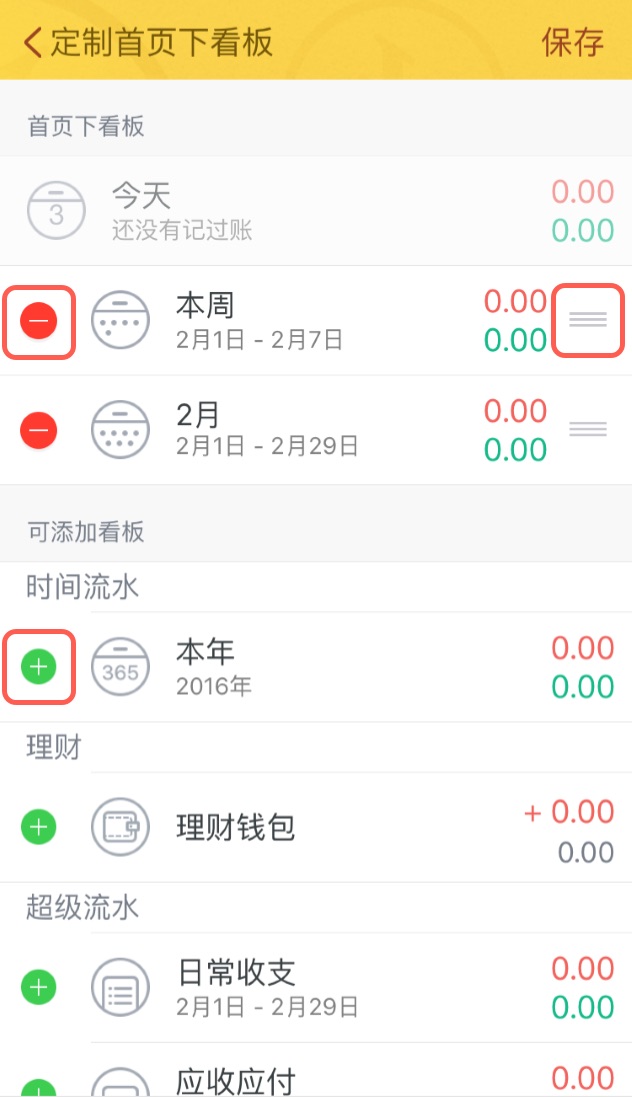 定制首页下看板 保存
首页下看板
3 今天 0.00
还没有记过账 0.00
本周 0.00
2月1日 - 2月7日 0.00
2月 0.00
2月1日 - 2月29日 0.00
可添加看板
时间流水
365 本年 0.00
2016年 0.00
理财
理财钱包 + 0.00
0.00
超级流水
日常收支 0.00
2月1日 - 2月29日 0.00
应收应付 0.00